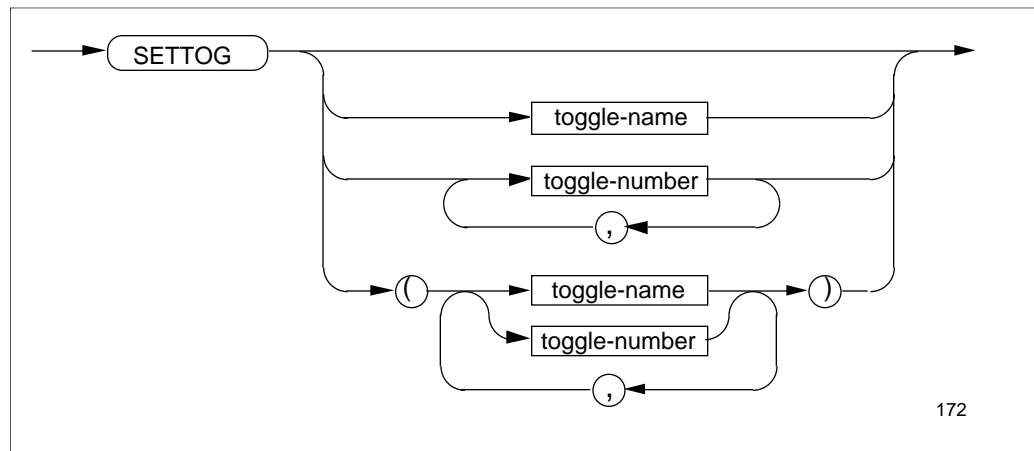 SETTOG
toggle-name
toggle-number
,
( toggle-name )
toggle-number
,
172